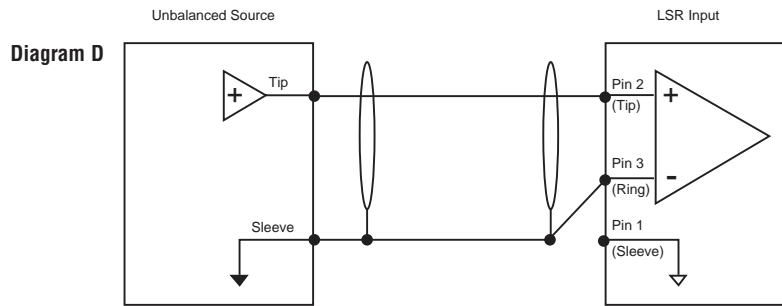 Unbalanced Source
LSR Input
Diagram D
Tip
+
Pin 2
(Tip)
+
Pin 3
(Ring)
-
Sleeve
Pin 1
(Sleeve)